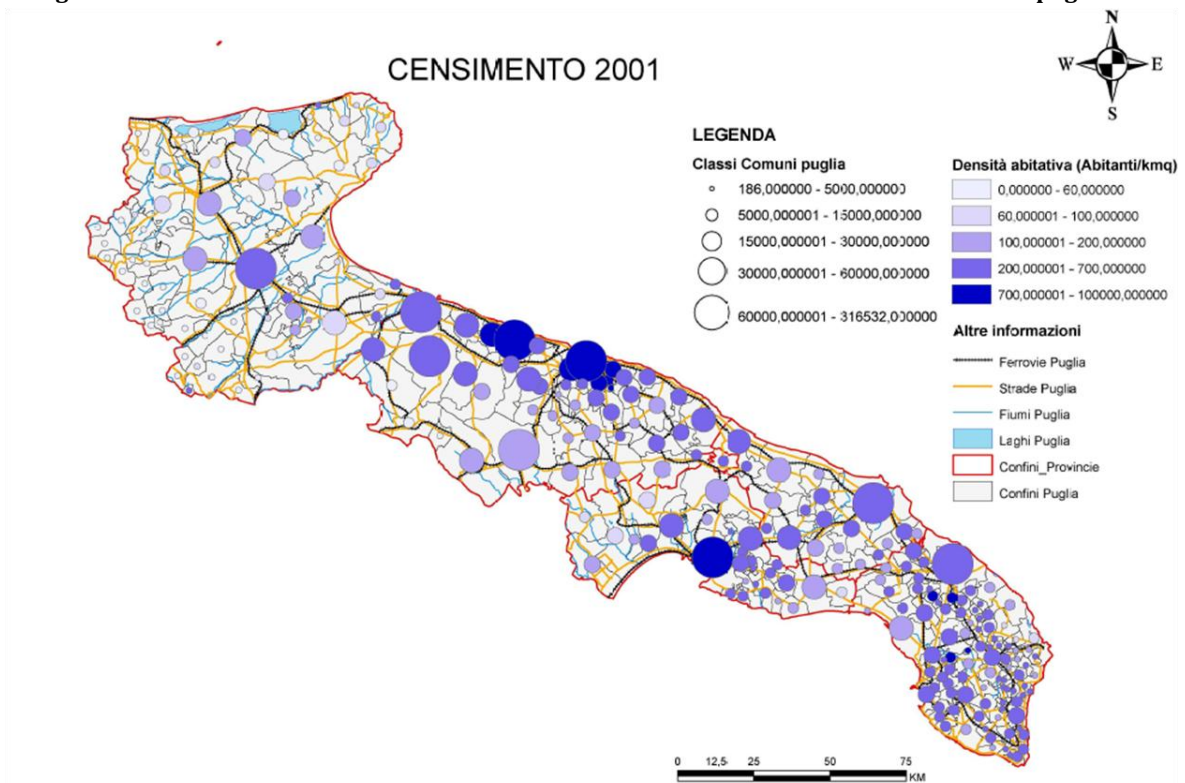 N
W E
S
CENSIMENTO 2001
LEGENDA
Classi Comuni puglia
186,000000 - 5000,000000
5000,000001 - 15000,000000
15000,000001 - 30000,000000
30000,000001 - 60000,000000
60000,000001 - 316532,000000
Densità abitativa (Abitanti/kmq)
0,000000 - 60,000000
60,000001 - 100,000000
100,000001 - 200,000000
200,000001 - 700,000000
700,000001 - 100000,000000
Altre informazioni
Ferrovie Puglia
Strade Puglia
Fiumi Puglia
Laghi Puglia
Confini_Provincie
Confini Puglia
0 12,5 25 50 75
KM